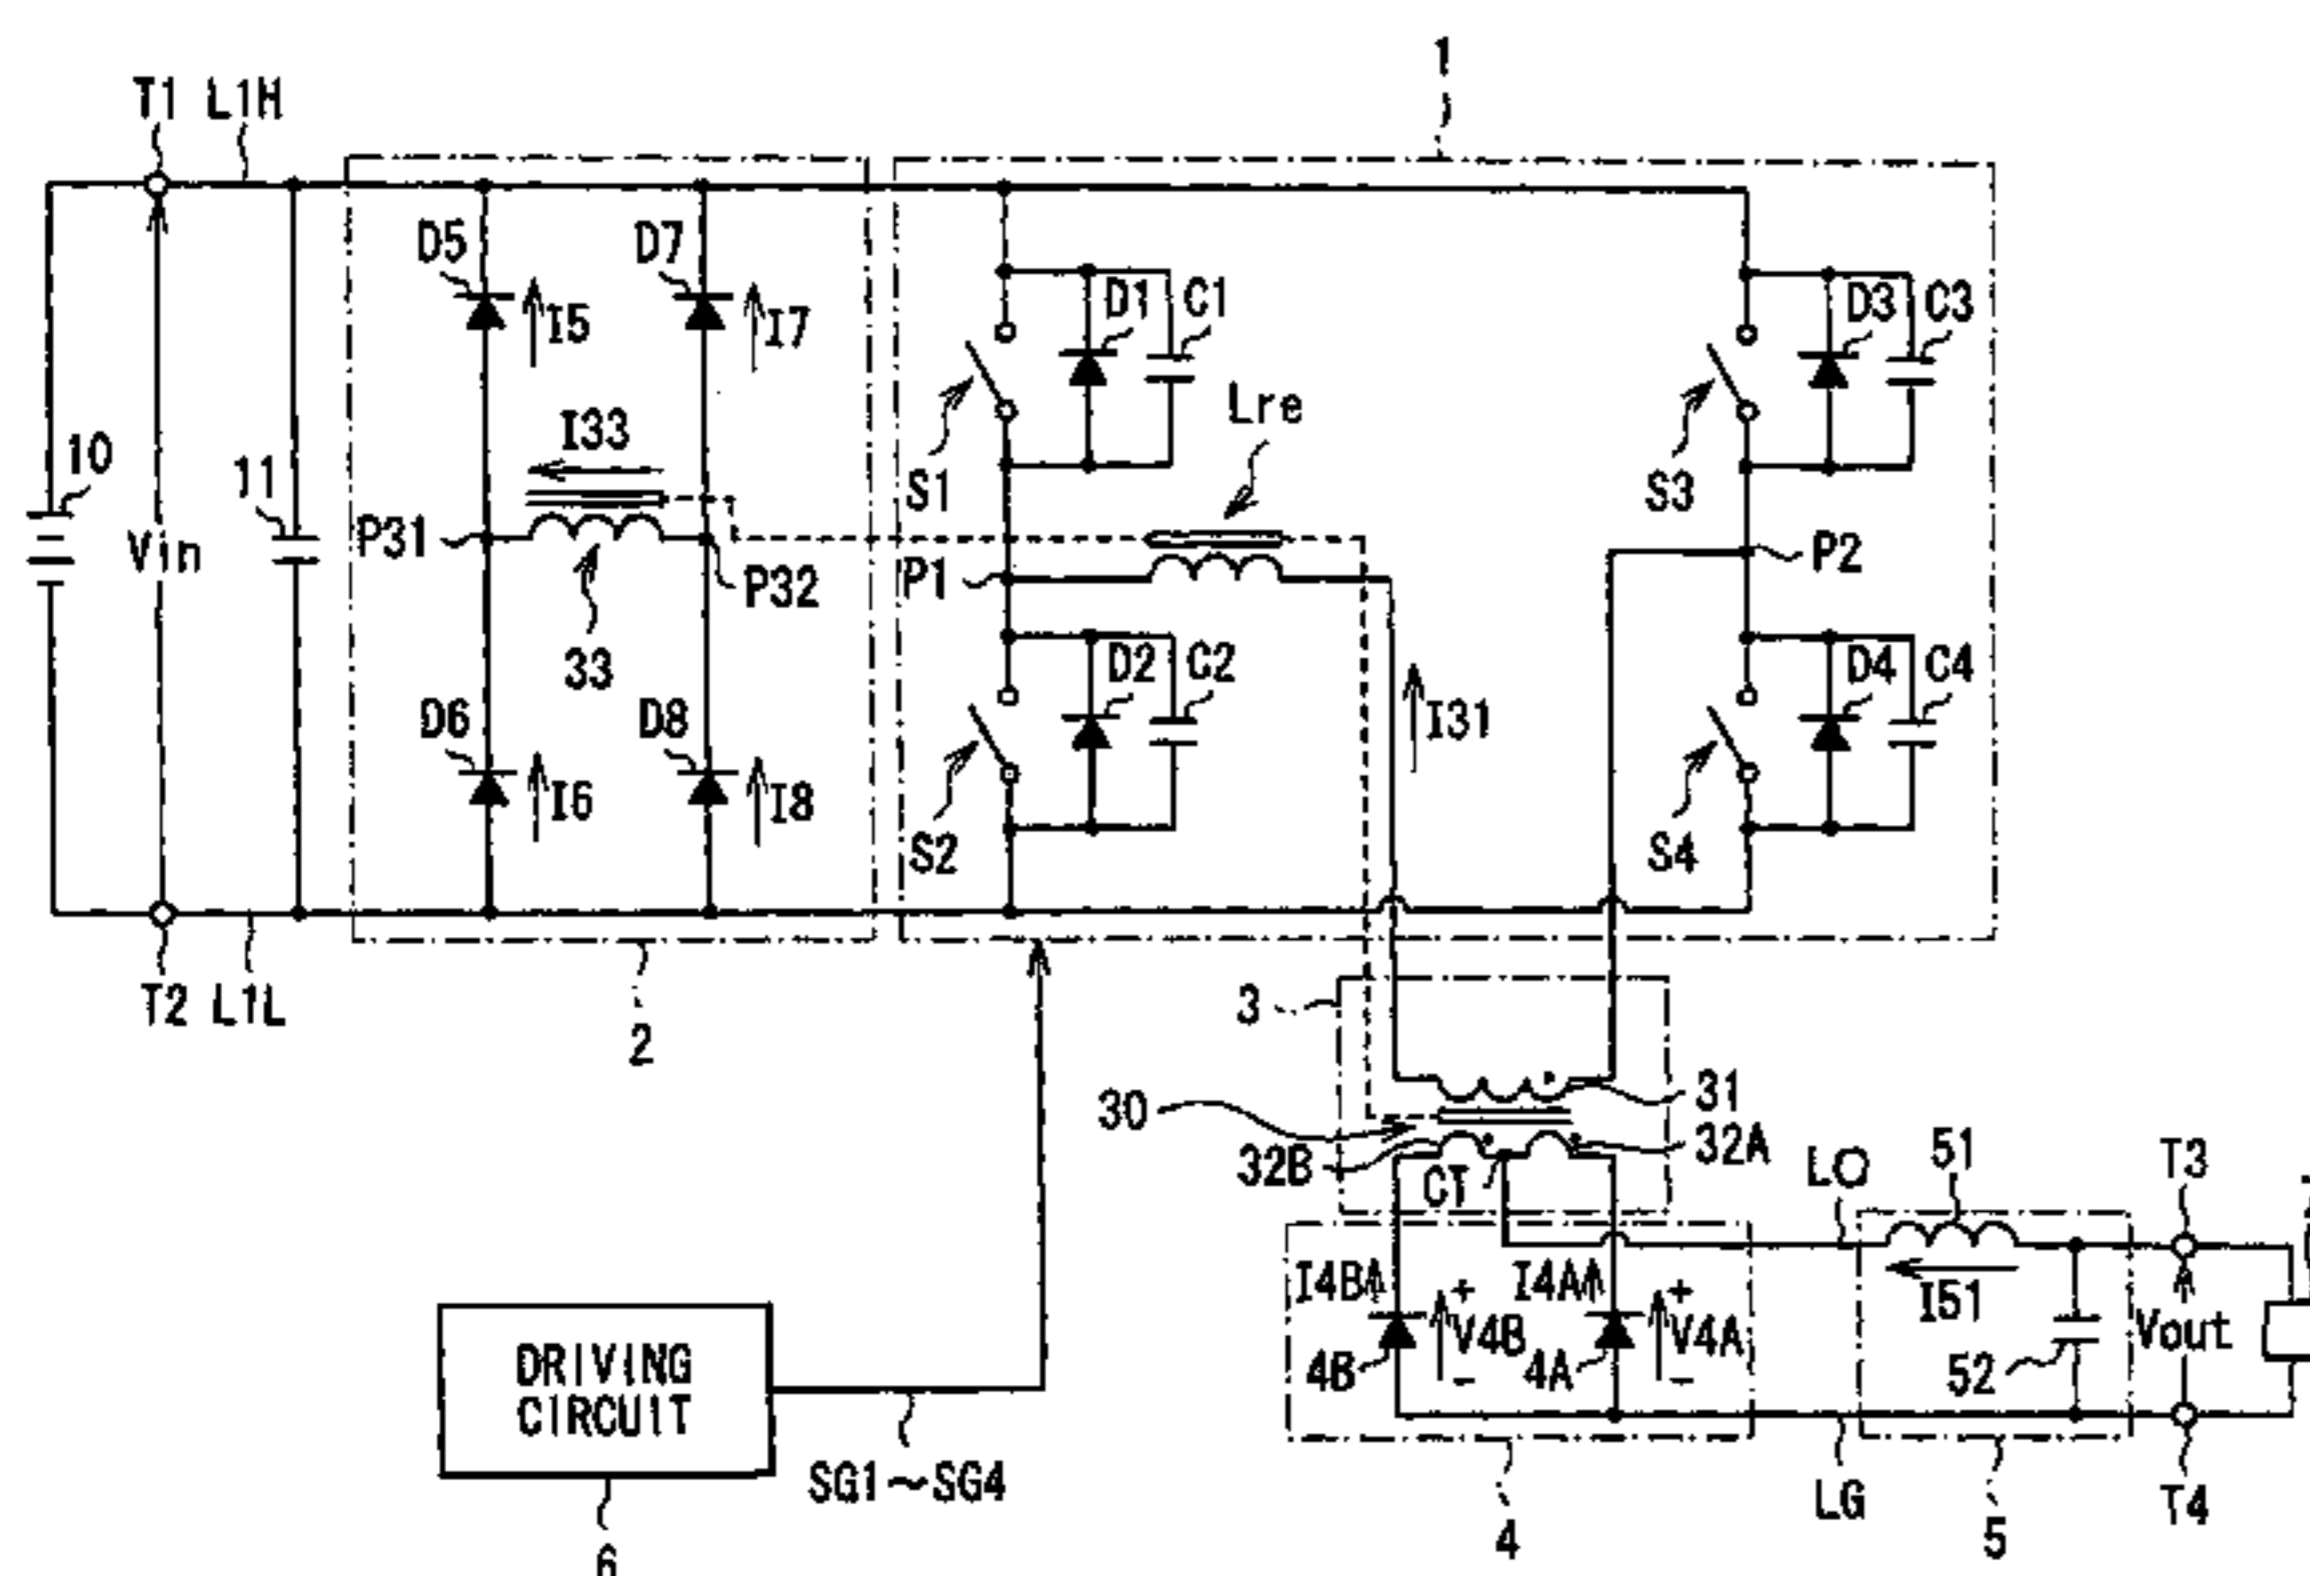 1
T1 L1H
D5
D7
D1
C1
D3
C3
I5
I7
Lre
I33
10
11
S1
S3
P31
Vin
P1
P2
P32
33
D2
C2
D4
C4
D6
D8
I31
I6
I8
S2
S4
T2 L1L
2
3
30
31
32B
32A
CT
LO
51
T3
I4B
I4A
I51
+
+
V4B
V4A
Vout
4B
4A
-
-
52
DRIVING
CIRCUIT
SG1~SG4
LG
T4
6
4
5